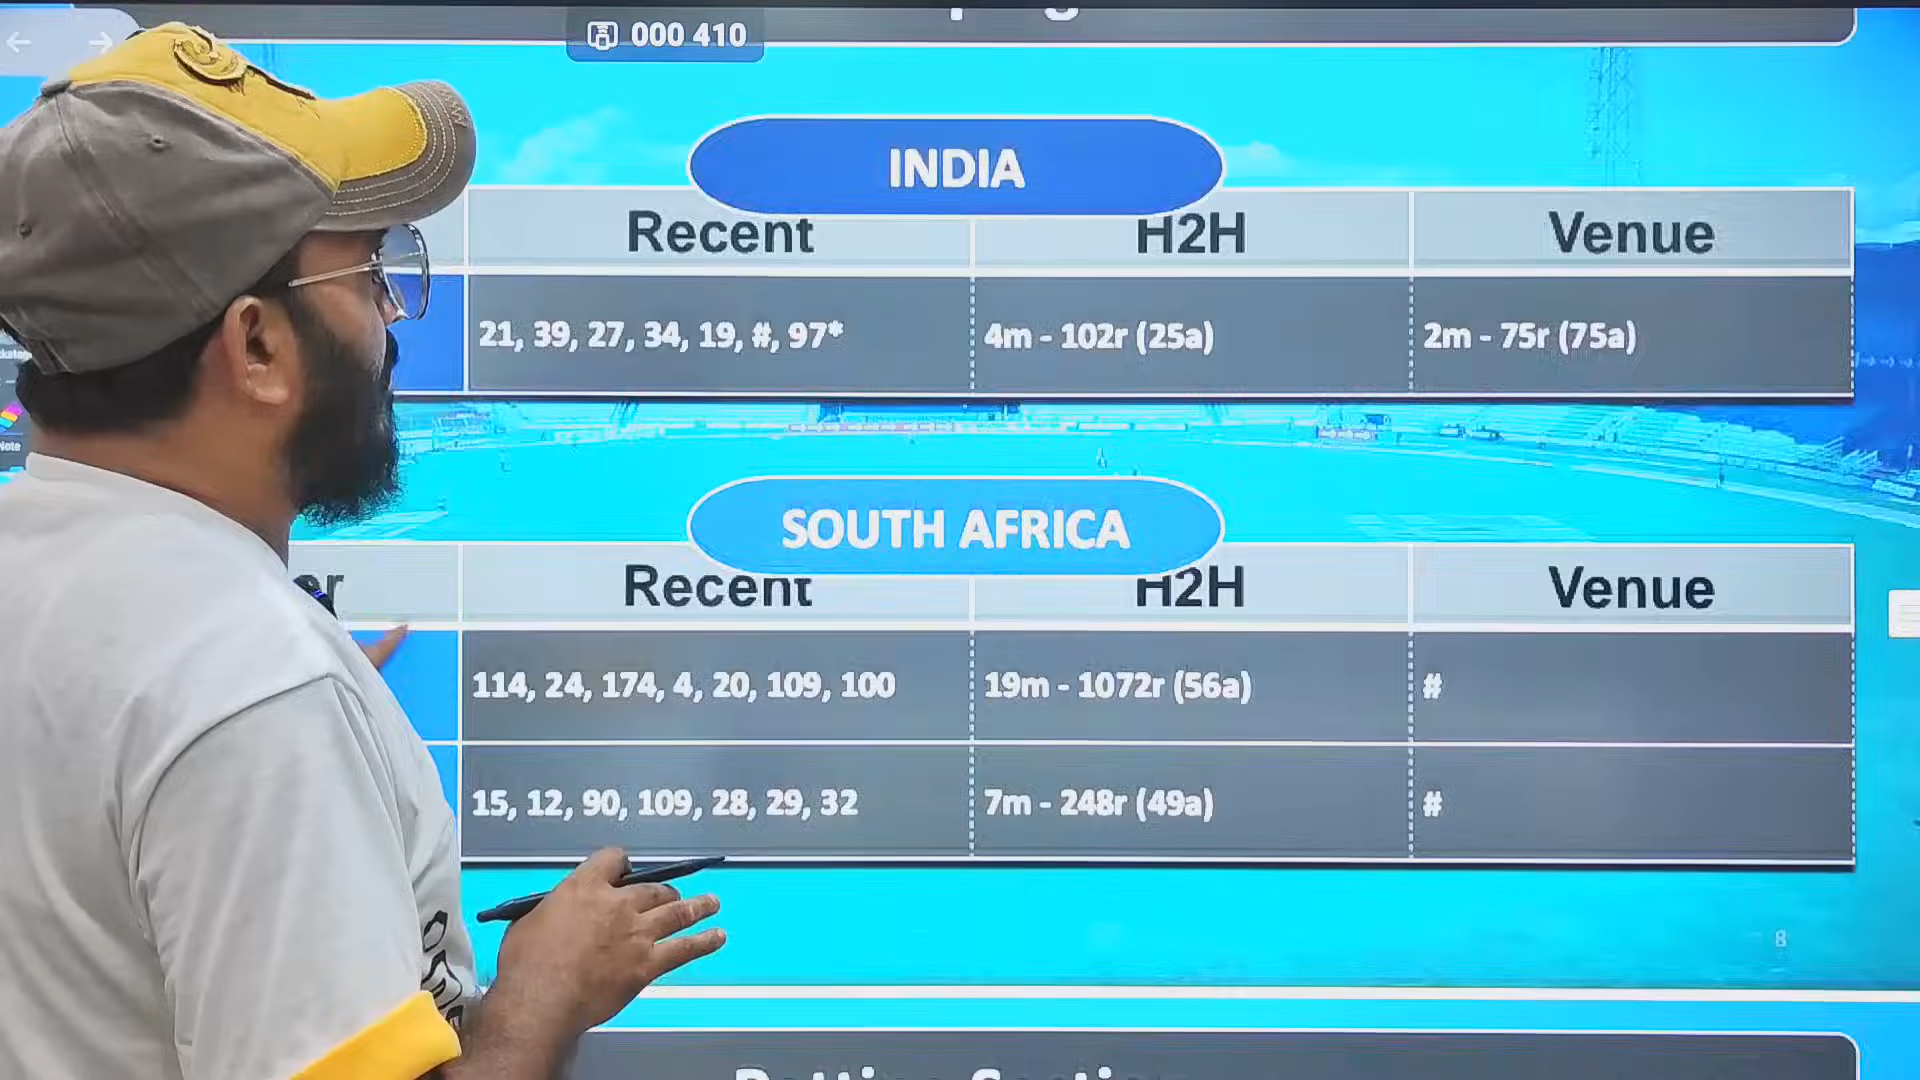 000 410
INDIA
Recent H2H Venue
21, 39, 27, 34, 19, #, 97* 4m - 102r (25a) 2m - 75r (75a)
SOUTH AFRICA
er Recent H2H Venue
114, 24, 174, 4, 20, 109, 100 19m - 1072r (56a) #
15, 12, 90, 109, 28, 29, 32 7m - 248r (49a) #
8